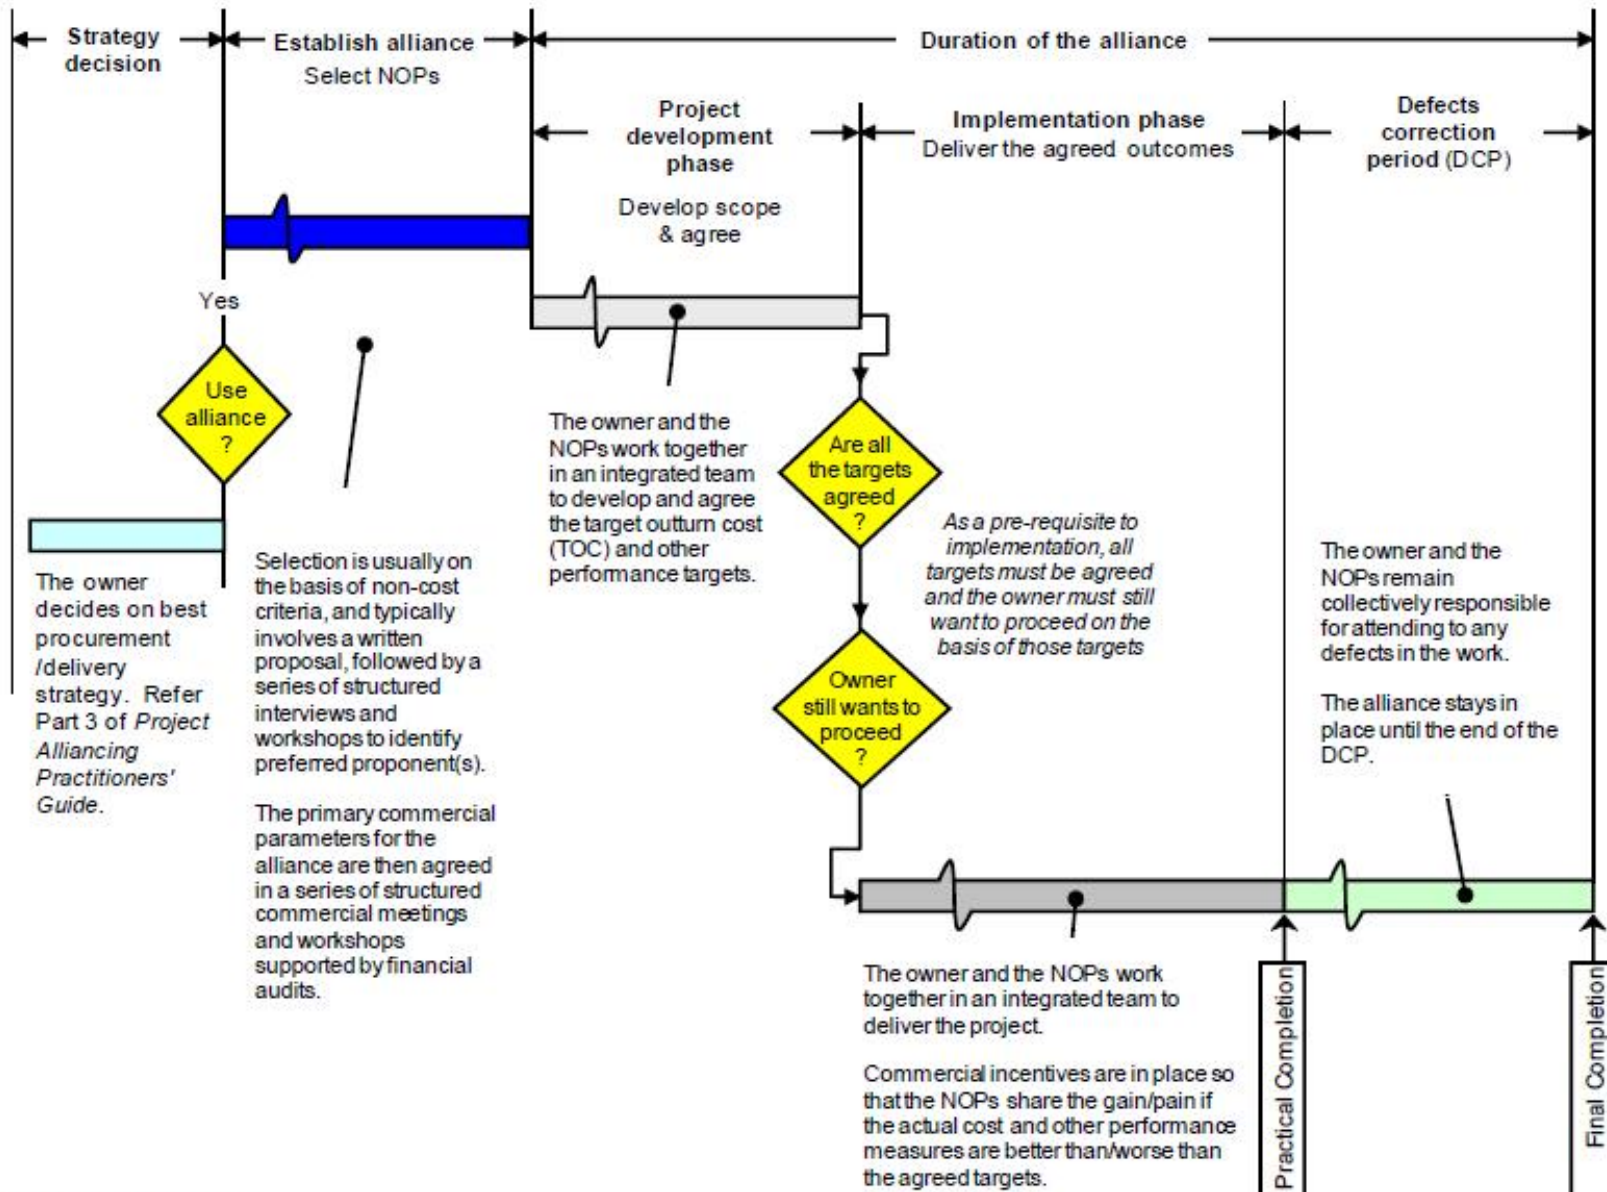 Strategy
decision
Establish alliance
Select NOPs
Duration of the alliance
Project
development
phase
Develop scope
& agree
Implementation phase
Deliver the agreed outcomes
Defects
correction
period (DCP)
Yes
Use
alliance
?
The owner
decides on best
procurement
/delivery
strategy. Refer
Part 3 of Project
Alliancing
Practitioners'
Guide.
Selection is usually on
the basis of non-cost
criteria, and typically
involves a written
proposal, followed by a
series of structured
interviews and
workshops to identify
preferred proponent(s).
The primary commercial
parameters for the
alliance are then agreed
in a series of structured
commercial meetings
and workshops
supported by financial
audits.
The owner and the
NOPs work together
in an integrated team
to develop and agree
the target outturn cost
(TOC) and other
performance targets.
Are all
the targets
agreed
?
Owner
still wants to
proceed
?
As a pre-requisite to
implementation, all
targets must be agreed
and the owner must still
want to proceed on the
basis of those targets
The owner and the
NOPs remain
collectively responsible
for attending to any
defects in the work.
The alliance stays in
place until the end of the
DCP.
The owner and the NOPs work
together in an integrated team to
deliver the project.
Commercial incentives are in place so
that the NOPs share the gain/pain if
the actual cost and other performance
measures are better than/worse than
the agreed targets.
Practical Completion
Final Completion